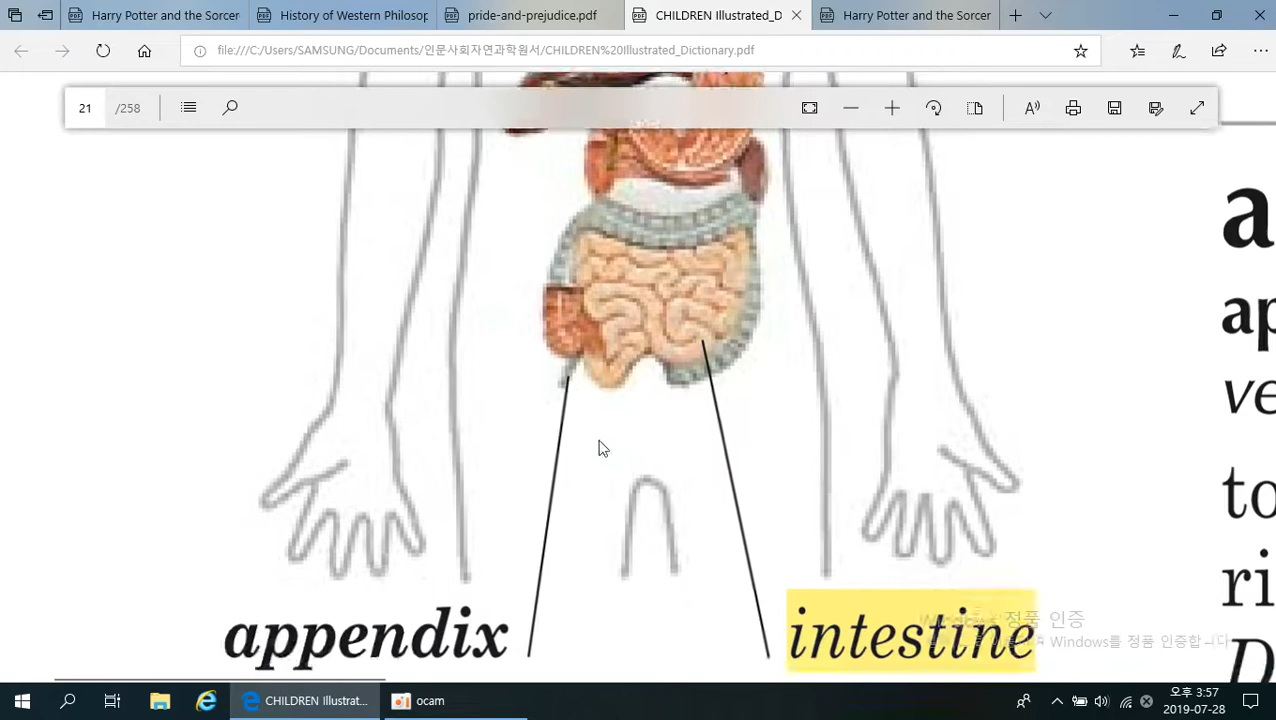 Harry Potter and the Sorcer
History of Western Philosop
pride-and-prejudice.pdf
CHILDREN Illustrated_D
Harry Potter and the Sorcer
file:///C:/Users/SAMSUNG/Documents/인문사회자연과학원서/CHILDREN%20Illustrated_Dictionary.pdf
21 /258
a
ap
ve
to
ri
D
appendix
intestine
Windows 정품 인증
Windows를 정품 인증합
CHILDREN Illustrat...
ocam
오후 3:57
2019-07-28